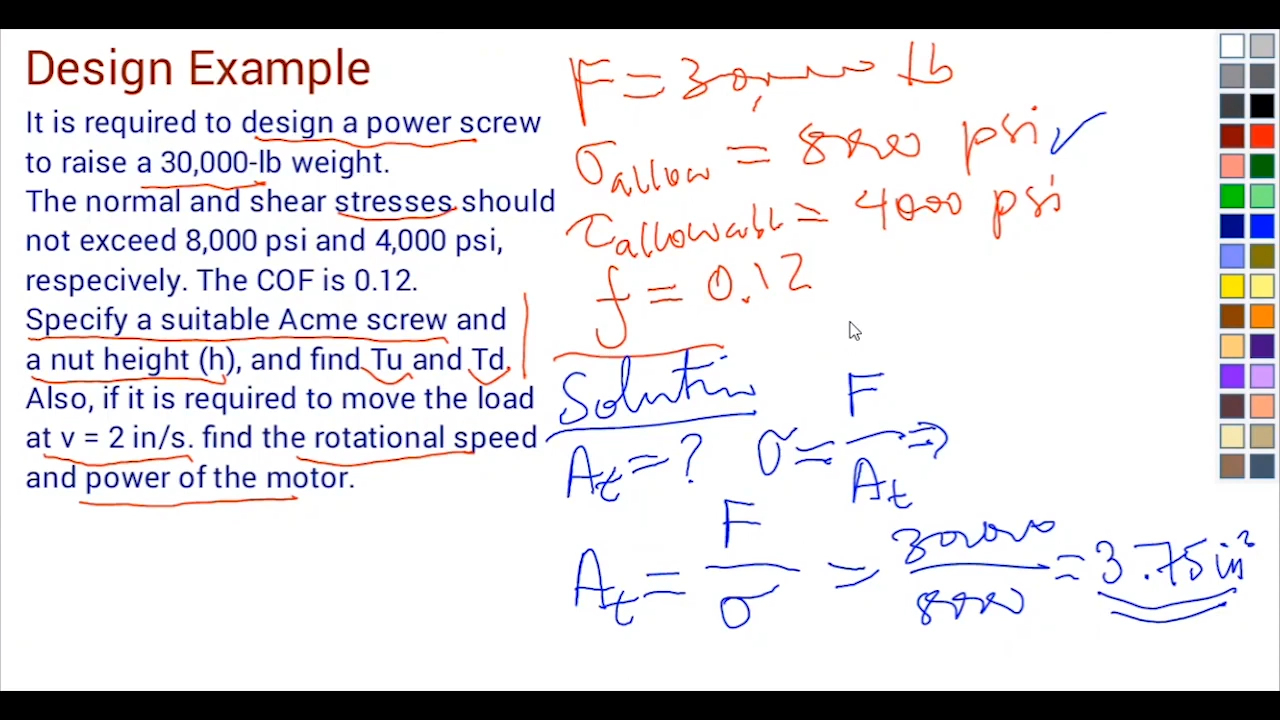 Design Example
It is required to design a power screw
to raise a 30,000-lb weight.
The normal and shear stresses should
not exceed 8,000 psi and 4,000 psi,
respectively. The COF is 0.12.
Specify a suitable Acme screw and
a nut height (h), and find Tu and Td.
Also, if it is required to move the load
at v = 2 in/s. find the rotational speed
and power of the motor.
F = 30,000 lb
σallow = 8000 psi ✓
τallowable = 4000 psi
f = 0.12
Solution
At = ? σ = F / At ⇒
At = F / σ = 30000 / 8000 = 3.75 in²